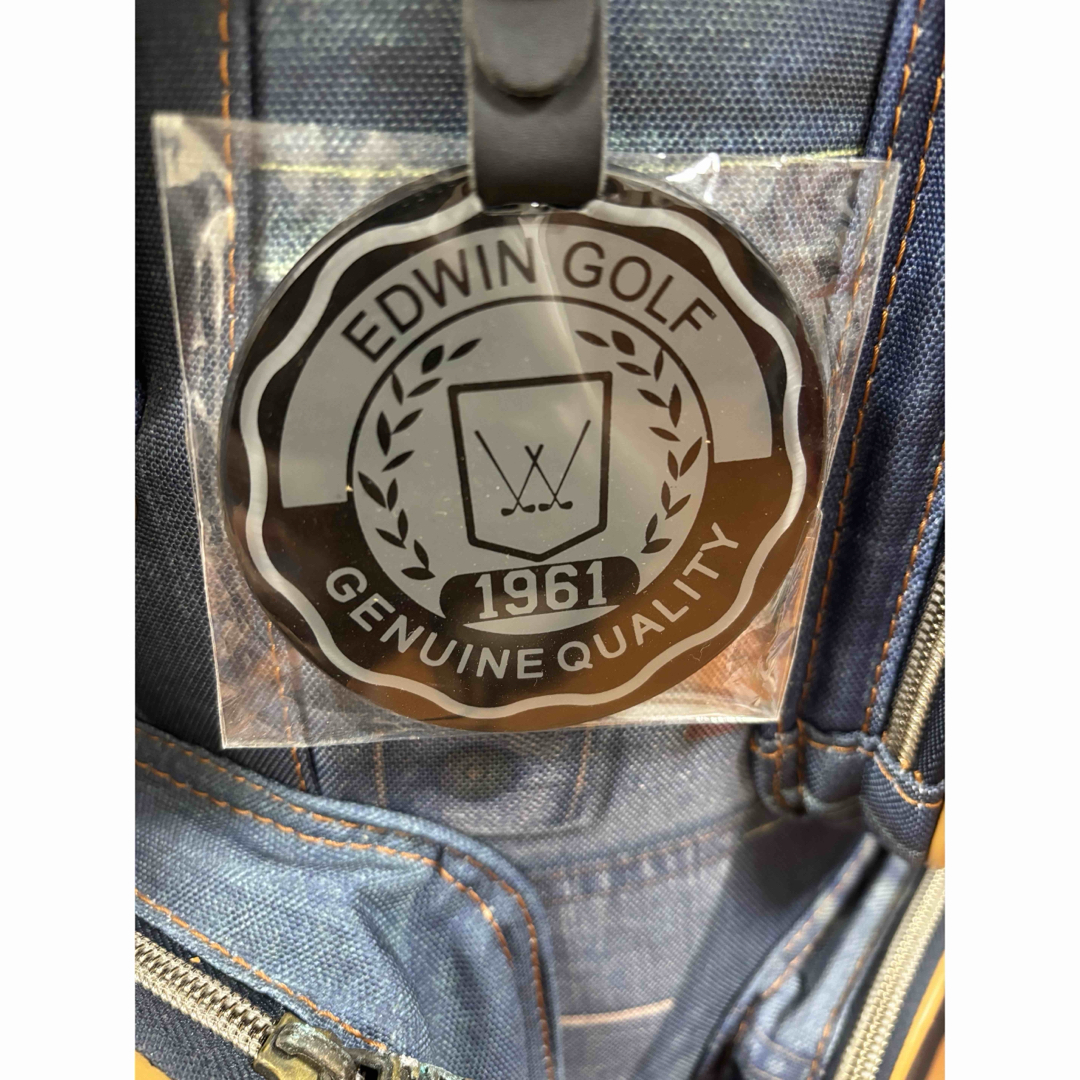 EDWIN GOLF
1961
GENUINE QUALITY